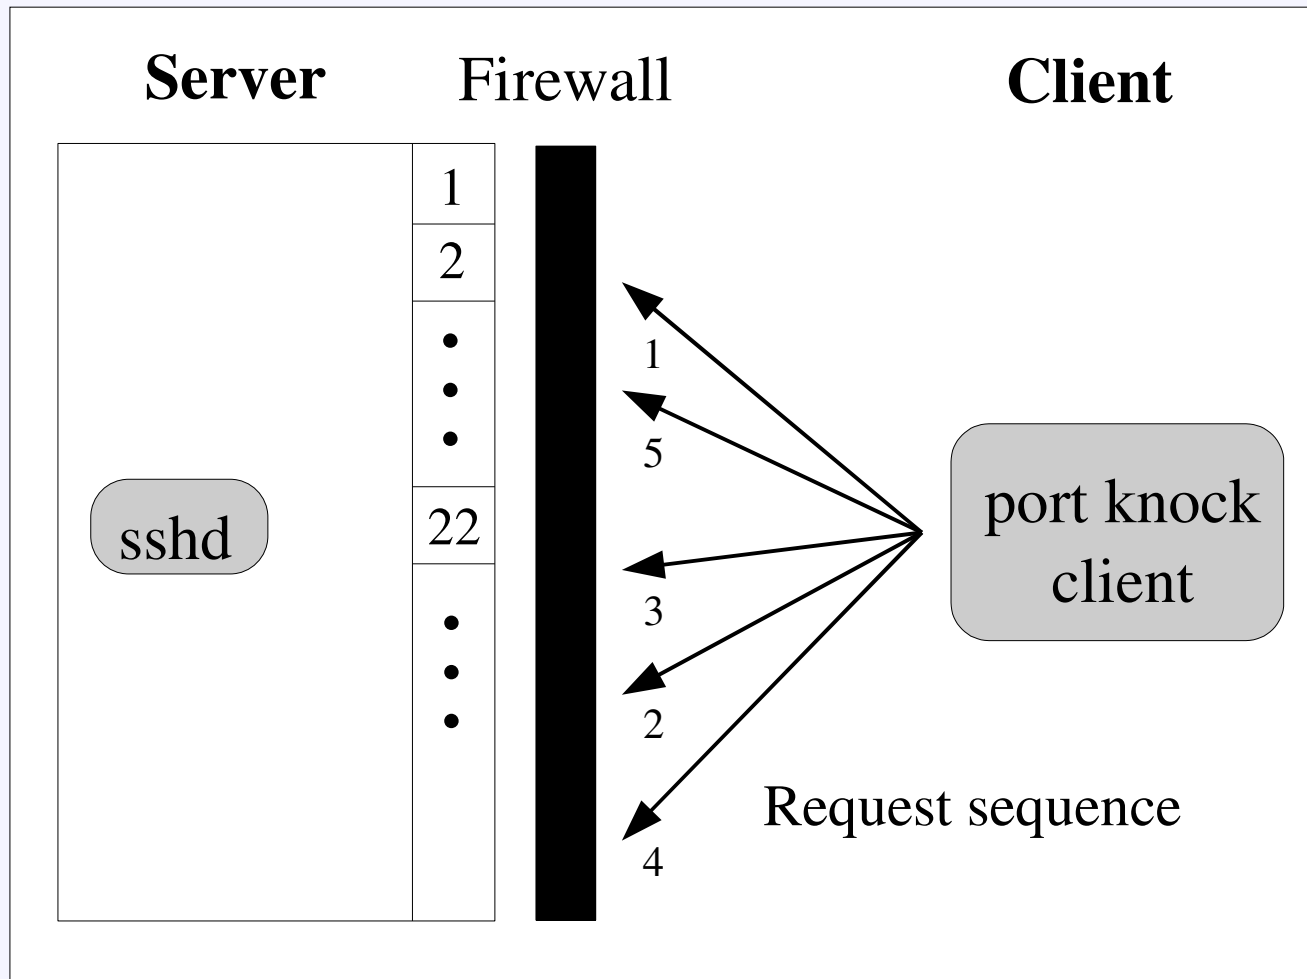 Server
Firewall
Client
1
2
22
sshd
1
5
3
2
4
port knock
client
Request sequence